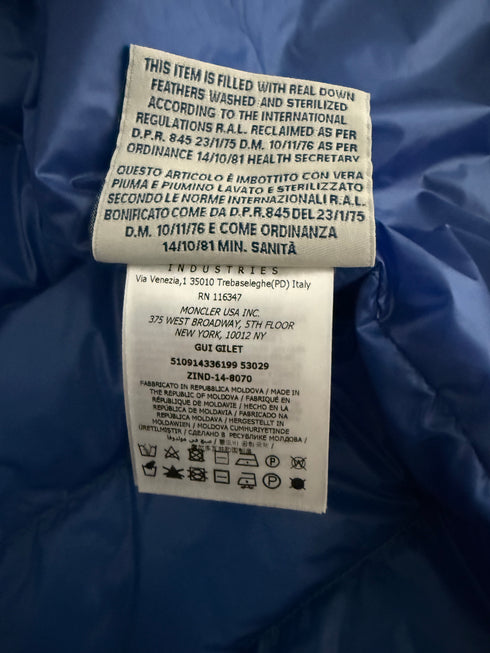 THIS ITEM IS FILLED WITH REAL DOWN
FEATHERS WASHED AND STERILIZED
ACCORDING TO THE INTERNATIONAL
REGULATIONS R.A.L. RECLAIMED AS PER
D.P.R. 845 23/1/75 D.M. 10/11/76 AS PER
ORDINANCE 14/10/81 HEALTH SECRETARY
QUESTO ARTICOLO È IMBOTTITO CON VERA
PIUMA E PIUMINO LAVATO E STERILIZZATO
SECONDO LE NORME INTERNAZIONALI R.A.L.
BONIFICATO COME DA D.P.R. 845 DEL 23/1/75
D.M. 10/11/76 E COME ORDINANZA
14/10/81 MIN. SANITÀ
INDUSTRIES
Via Venezia,1 35010 Trebaseleghe(PD) Italy
RN 116347
MONCLER USA INC.
375 WEST BROADWAY, 5TH FLOOR
NEW YORK, 10012 NY
GUI GILET
510914336199 53029
ZIND-14-8070
FABBRICATO IN REPUBBLICA MOLDOVA / MADE IN
THE REPUBLIC OF MOLDOVA / FABRIQUÉ EN
RÉPUBLIQUE DE MOLDAVIE / HECHO EN LA
REPÚBLICA DE MOLDAVIA / FABRICADO NA
REPÚBLICA MOLDAVA / HERGESTELLT IN
MOLDAWIEN / MOLDOVA CUMHURIYETINDE
ÜRETILMIŞTIR / СДЕЛАНО В РЕСПУБЛИКЕ МОЛДОВА /